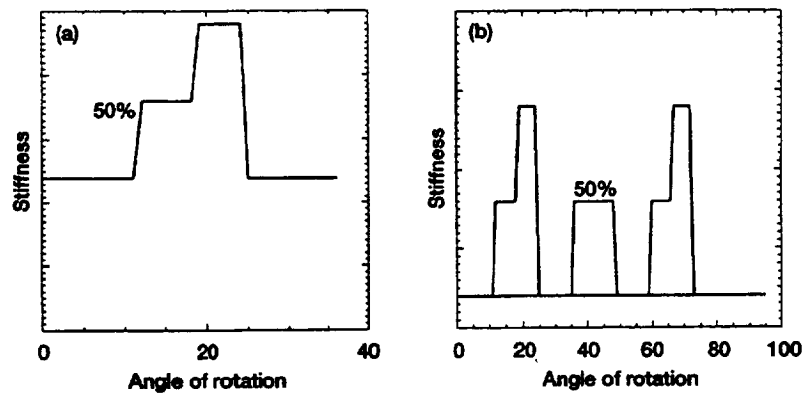 (a)
50%
Stiffness
0
20
40
Angle of rotation
(b)
50%
Stiffness
0
20
40
60
80
100
Angle of rotation